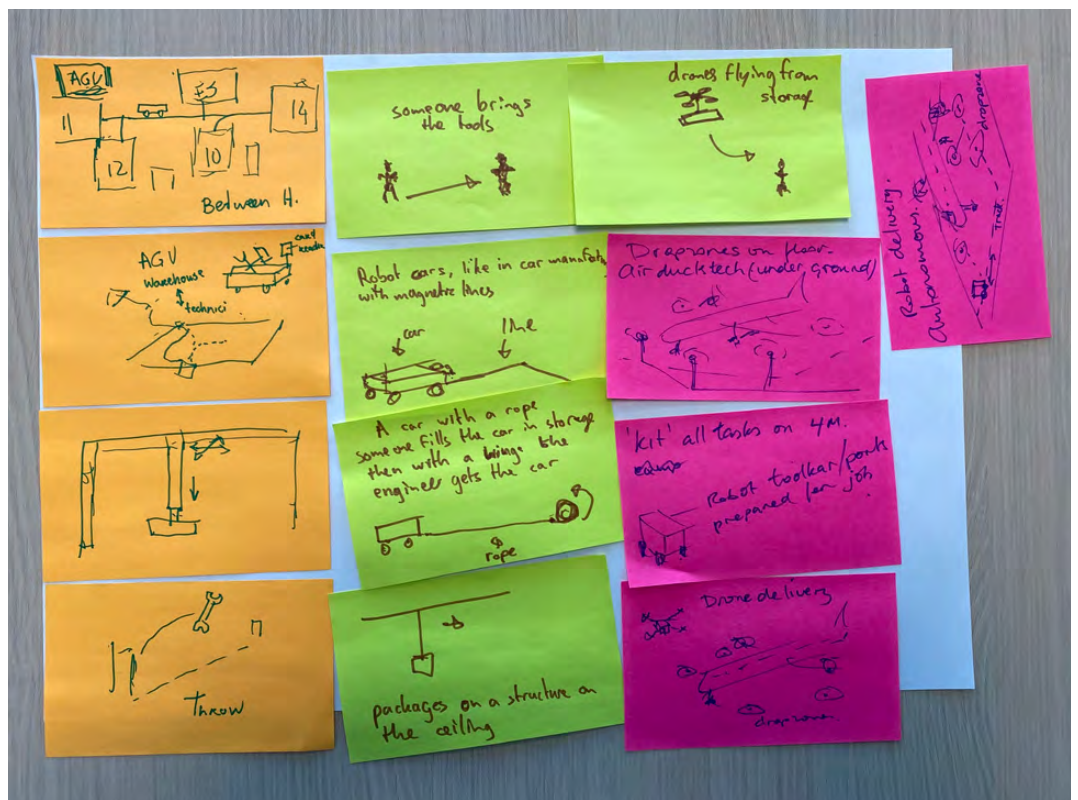 AGV
11
12
10
14
Between H.
AGV
warehouse
technici
card
reader
Throw
someone brings
the tools
Robot cars, like in car manufact
with magnetic lines
car
line
A car with a rope
someone fills the car in storage
then with a the
engineer gets the car
rope
packages on a structure on
the ceiling
drones flying from
storage
Dropzones on floor.
air duck tech (under ground)
'kit' all tasks on 4M.
Robot toolkar/parts
prepared for job
Drone delivery
dropzones
Robot delivery.
Autonomous.
dropzone